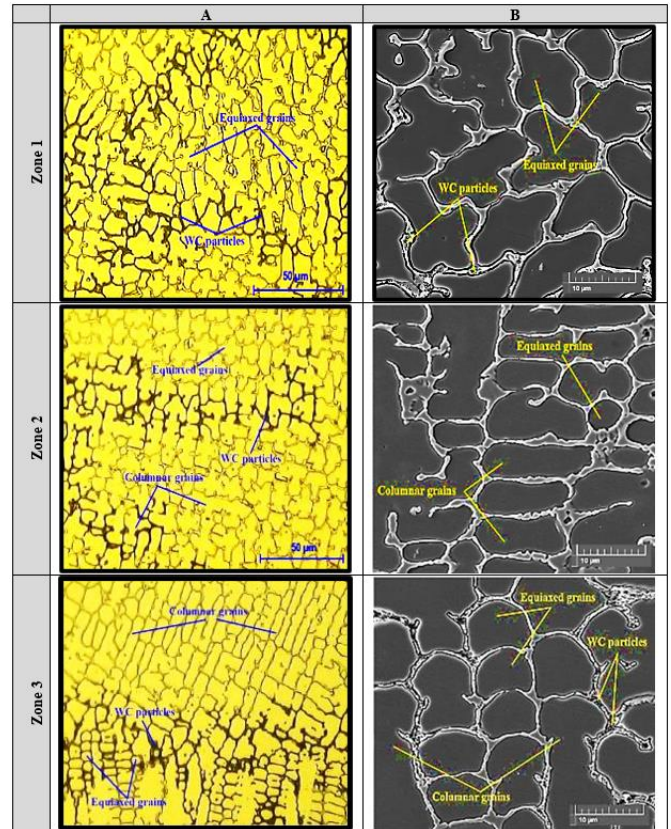 A
B
Zone 1
Equiaxed grains
WC particles
50 µm
Equiaxed grains
WC particles
10 µm
Zone 2
Equiaxed grains
WC particles
Columnar grains
50 µm
Equiaxed grains
Columnar grains
10 µm
Zone 3
Columnar grains
WC particles
Equiaxed grains
Equiaxed grains
WC particles
Columnar grains
10 µm